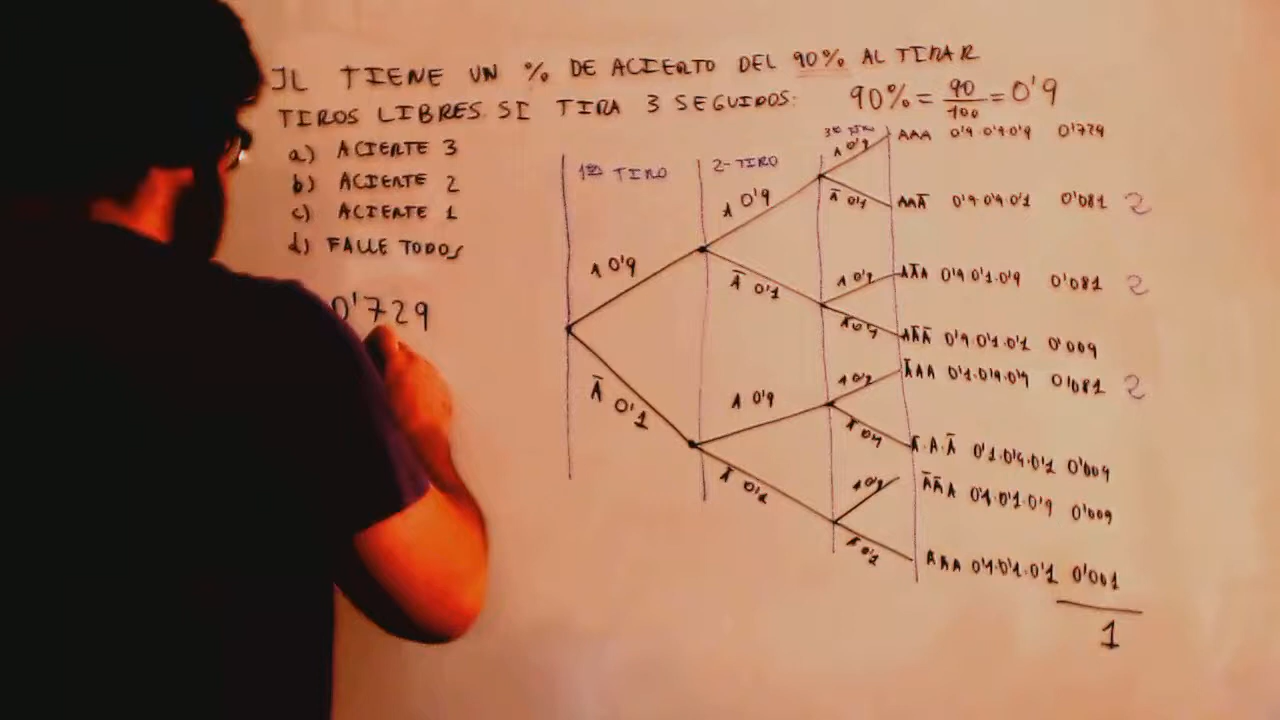 JL TIENE UN % DE ACIERTO DEL 90% AL TIRAR
TIROS LIBRES. SI TIRA 3 SEGUIDOS:
90% = 90/100 = 0'9
a) ACIERTE 3
b) ACIERTE 2
c) ACIERTE 1
d) FALLE TODOS
0'729
1er TIRO
2- TIRO
A 0'9
Ā 0'1
A 0'9
Ā 0'1
A 0'9
Ā 0'1
A 0'9
Ā 0'1
A 0'9
Ā 0'1
A 0'9
Ā 0'1
A 0'9
Ā 0'1
AAA 0'9·0'9·0'9 0'729
AAĀ 0'9 0'9 0'1 0'081 2
AĀA 0'9 0'1·0'9 0'081 2
AĀĀ 0'9 0'1·0'1 0'009
ĀAA 0'1·0'9·0'9 0'081 2
Ā·A·Ā 0'1·0'9·0'1 0'009
ĀĀA 0'1·0'1·0'9 0'009
ĀĀĀ 0'1·0'1·0'1 0'001
1